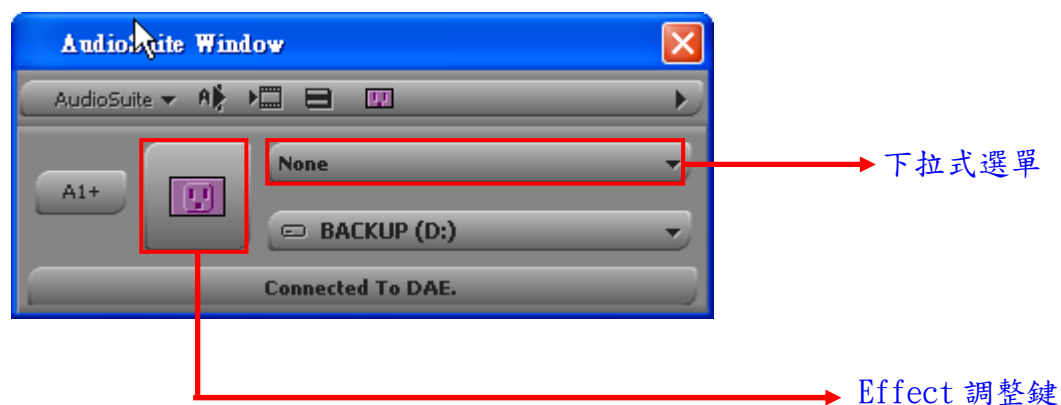 AudioSuite Window
AudioSuite
None
下拉式選單
A1+
BACKUP (D:)
Connected To DAE.
Effect 調整鍵